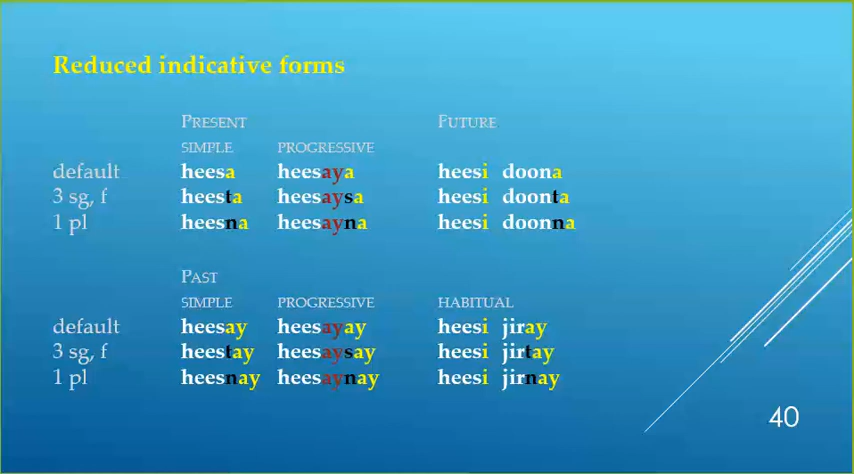 Reduced indicative forms
PRESENT FUTURE
SIMPLE PROGRESSIVE
default heesa heesaya heesi doona
3 sg, f heesta heesaysa heesi doonta
1 pl heesna heesayna heesi doonna
PAST
SIMPLE PROGRESSIVE HABITUAL
default heesay heesayay heesi jiray
3 sg, f heestay heesaysay heesi jirtay
1 pl heesnay heesaynay heesi jirnay
40